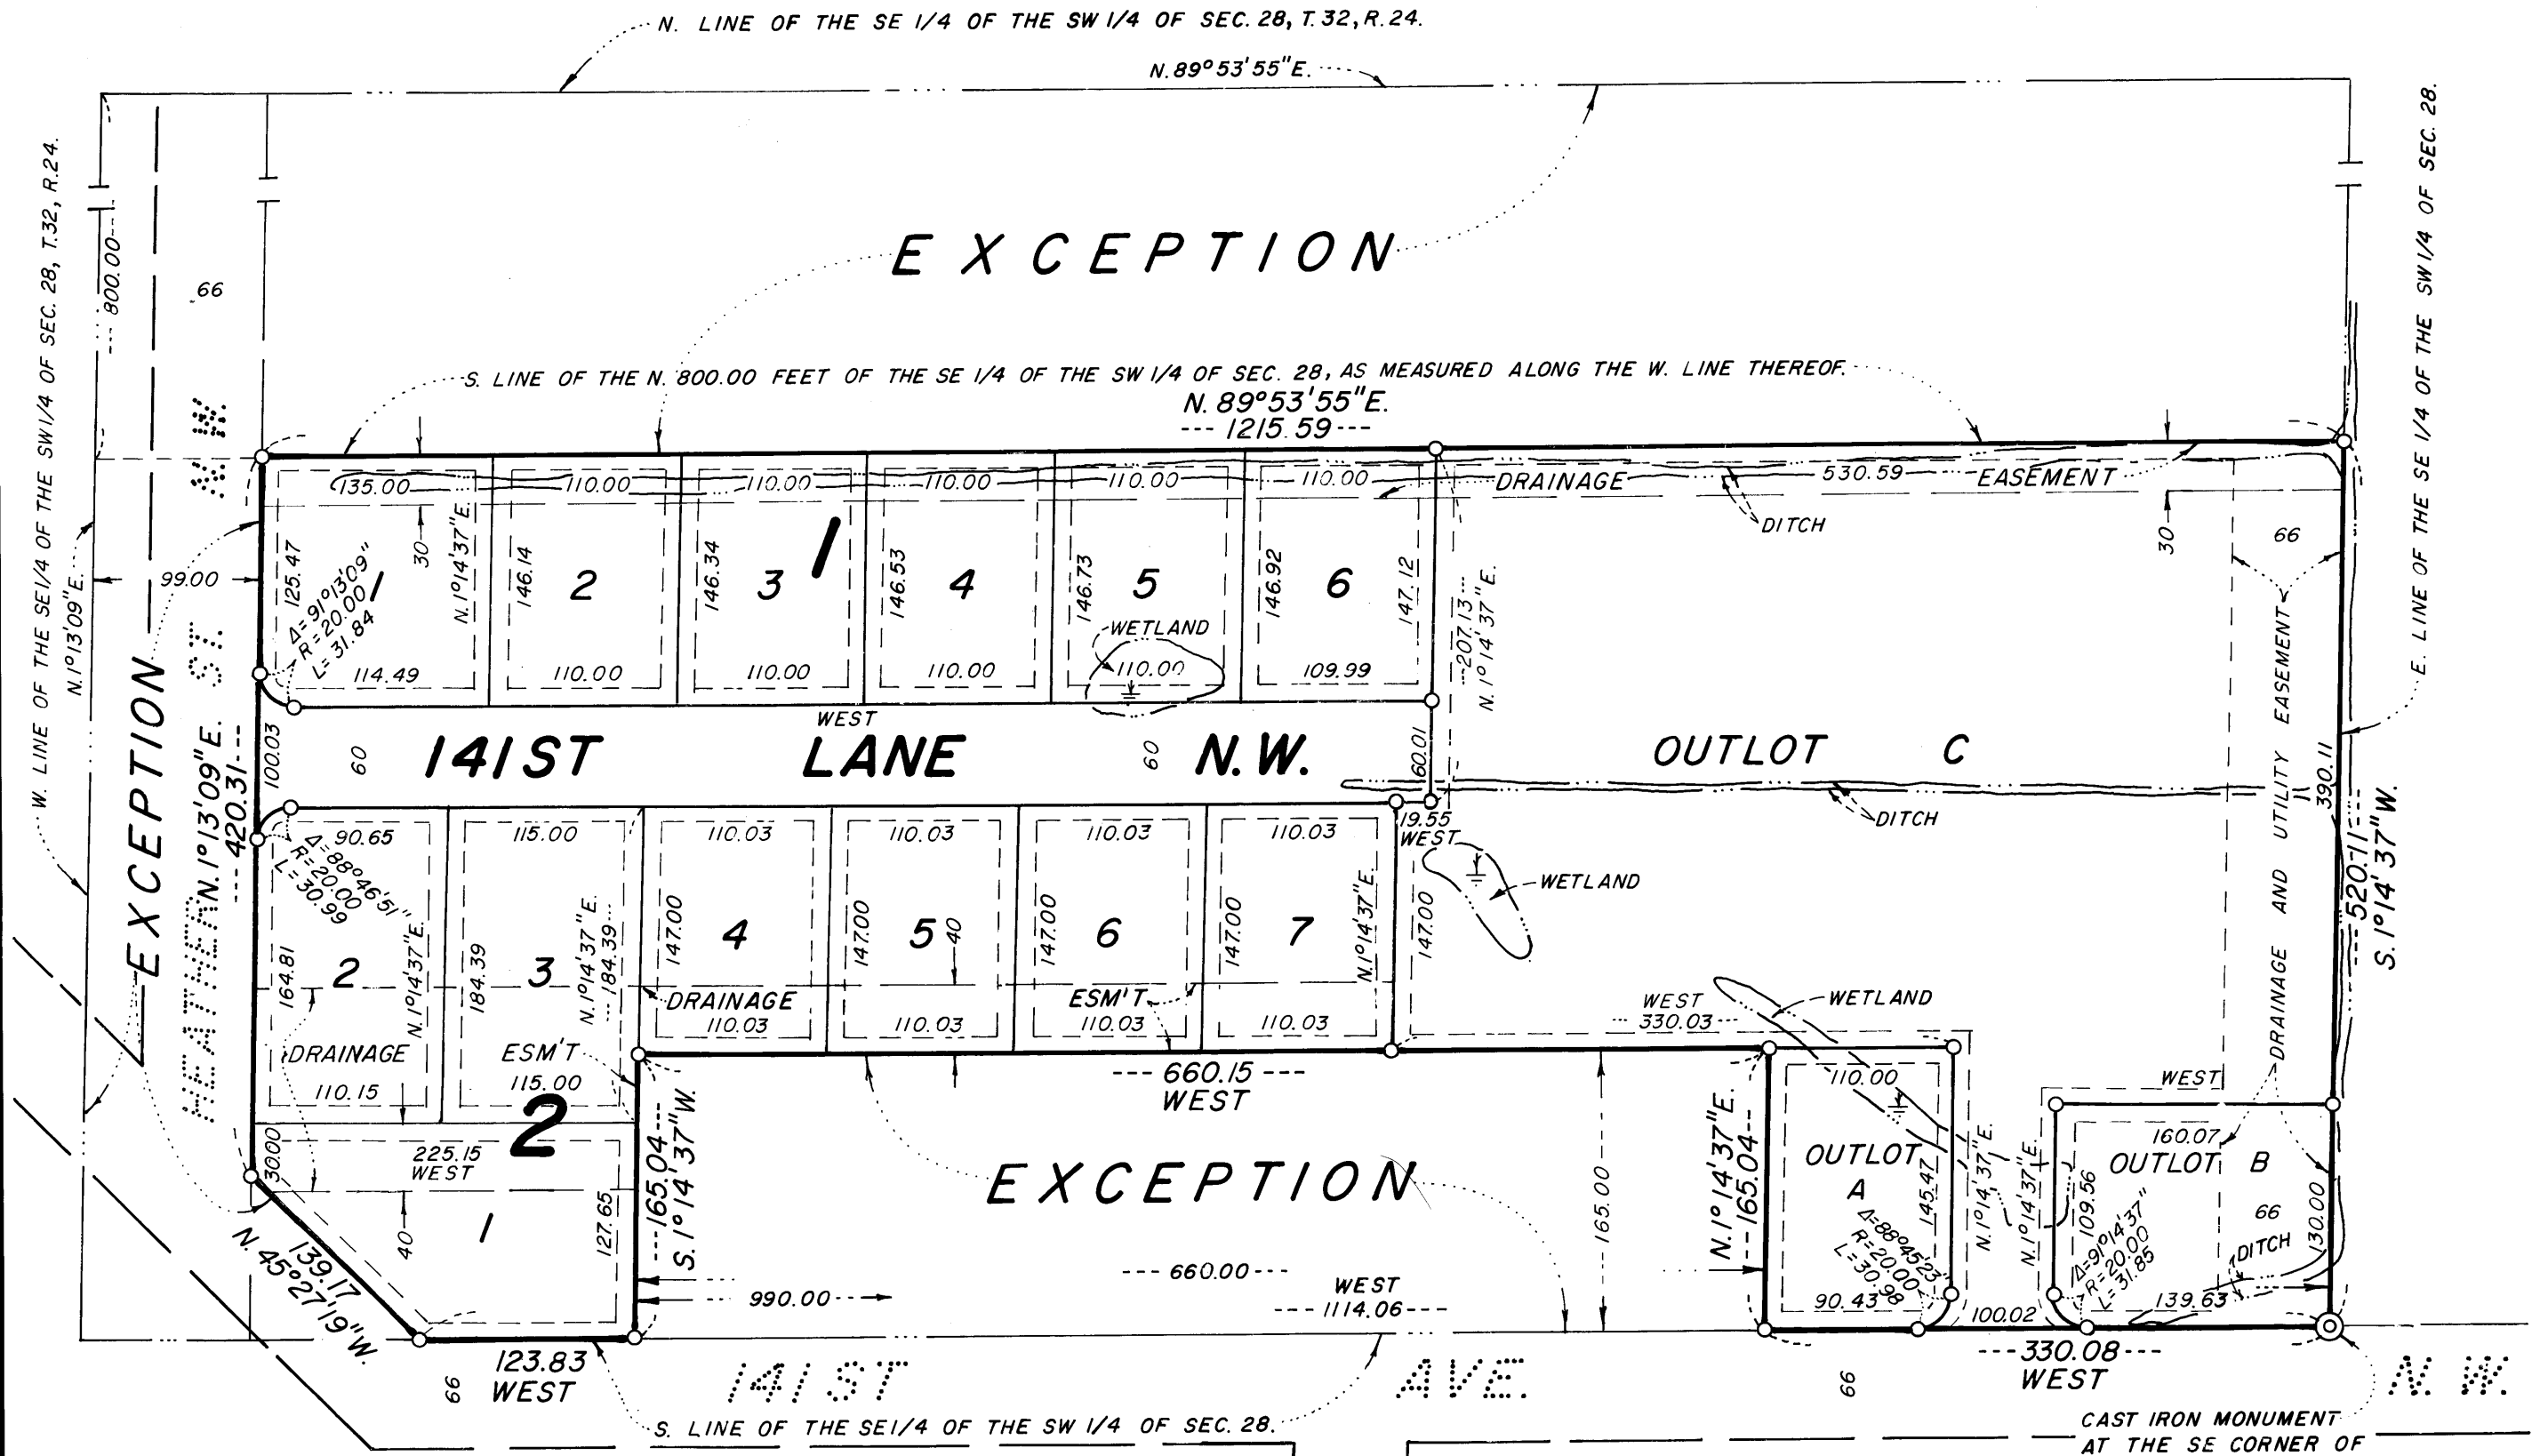 N. LINE OF THE SE 1/4 OF THE SW 1/4 OF SEC. 28, T. 32, R. 24.
N. 89° 53' 55" E.
W. LINE OF THE SE 1/4 OF THE SW 1/4 OF SEC. 28, T. 32, R. 24.
N. 1° 13' 09" E.
E. LINE OF THE SE 1/4 OF THE SW 1/4 OF SEC. 28.
--- 800.00 ---
66
EXCEPTION
S. LINE OF THE N. 800.00 FEET OF THE SE 1/4 OF THE SW 1/4 OF SEC. 28, AS MEASURED ALONG THE W. LINE THEREOF.
N. 89° 53' 55" E.
--- 1215.59 ---
99.00
EXCEPTION
HEATHER ST. N.W.
N. 1° 13' 09" E.
--- 420.31 ---
135.00
110.00
110.00
110.00
110.00
110.00
DRAINAGE
530.59
EASEMENT
DITCH
30
30
66
125.47
Δ= 91° 13' 09"
R= 20.00
L= 31.84
1
N. 1° 14' 37" E.
146.14
2
146.34
3
1
146.53
4
146.73
5
WETLAND
146.92
6
147.12
--- 207.13 ---
N. 1° 14' 37" E.
114.49
110.00
110.00
110.00
110.00
109.99
WEST
100.03
60
141ST LANE N.W.
60
60.01
OUTLOT C
DITCH
390.11
--- 520.11 ---
S. 1° 14' 37" W.
DRAINAGE AND UTILITY EASEMENT
19.55
WEST
WETLAND
90.65
115.00
110.03
110.03
110.03
110.03
Δ= 88° 46' 51"
R= 20.00
L= 30.99
164.81
2
N. 1° 14' 37" E.
184.39
3
N. 1° 14' 37" E.
--- 184.39 ---
147.00
4
147.00
5
40
147.00
6
147.00
7
N. 1° 14' 37" E.
147.00
DRAINAGE
ESM'T
110.03
110.03
110.03
110.03
DRAINAGE
110.15
ESM'T
115.00
WEST
--- 330.03 ---
WETLAND
2
30.00
225.15
WEST
1
40
127.65
--- 165.04 ---
S. 1° 14' 37" W.
139.17
N. 45° 27' 19" W.
--- 660.15 ---
WEST
EXCEPTION
--- 660.00 ---
990.00
WEST
--- 1114.06 ---
165.00
N. 1° 14' 37" E.
--- 165.04 ---
110.00
OUTLOT
A
145.47
Δ= 88° 45' 23"
R= 20.00
L= 30.98
90.43
N. 1° 14' 37" E.
100.02
N. 1° 14' 37" E.
WEST
160.07
OUTLOT B
109.56
Δ= 91° 14' 37"
R= 20.00
L= 31.85
66
DITCH
130.00
139.63
123.83
WEST
66
141ST AVE. N.W.
66
--- 330.08 ---
WEST
S. LINE OF THE SE 1/4 OF THE SW 1/4 OF SEC. 28.
CAST IRON MONUMENT
AT THE SE CORNER OF